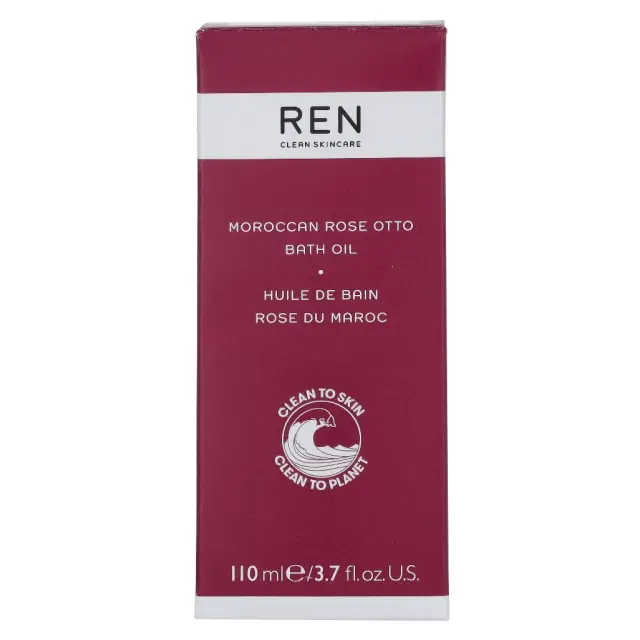 REN
CLEAN SKINCARE
MOROCCAN ROSE OTTO
BATH OIL
•
HUILE DE BAIN
ROSE DU MAROC
CLEAN TO SKIN
CLEAN TO PLANET
110 ml℮/3.7 fl.oz.U.S.